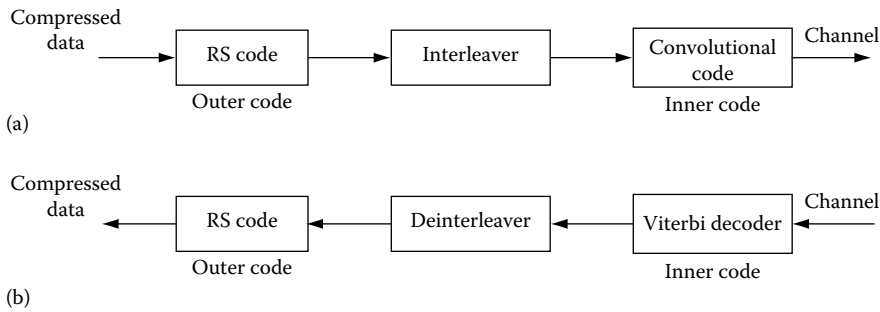 Compressed
data
RS code
Outer code
Interleaver
Convolutional
code
Inner code
Channel
(a)
Compressed
data
RS code
Outer code
Deinterleaver
Viterbi decoder
Inner code
Channel
(b)